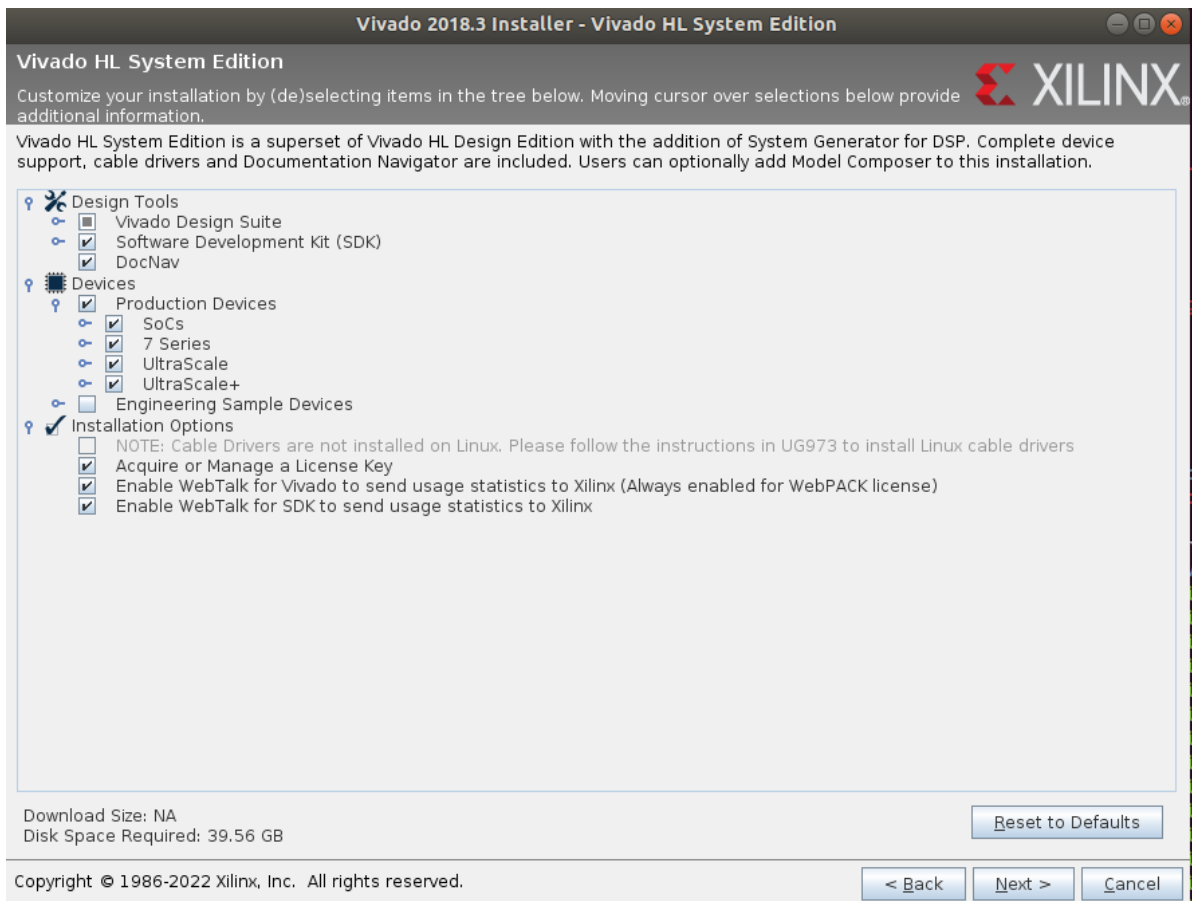 Vivado 2018.3 Installer - Vivado HL System Edition
Vivado HL System Edition
XILINX®
Customize your installation by (de)selecting items in the tree below. Moving cursor over selections below provide
additional information.
Vivado HL System Edition is a superset of Vivado HL Design Edition with the addition of System Generator for DSP. Complete device
support, cable drivers and Documentation Navigator are included. Users can optionally add Model Composer to this installation.
Design Tools
Vivado Design Suite
Software Development Kit (SDK)
DocNav
Devices
Production Devices
SoCs
7 Series
UltraScale
UltraScale+
Engineering Sample Devices
Installation Options
NOTE: Cable Drivers are not installed on Linux. Please follow the instructions in UG973 to install Linux cable drivers
Acquire or Manage a License Key
Enable WebTalk for Vivado to send usage statistics to Xilinx (Always enabled for WebPACK license)
Enable WebTalk for SDK to send usage statistics to Xilinx
Download Size: NA
Disk Space Required: 39.56 GB
Reset to Defaults
Copyright © 1986-2022 Xilinx, Inc. All rights reserved.
< Back
Next >
Cancel